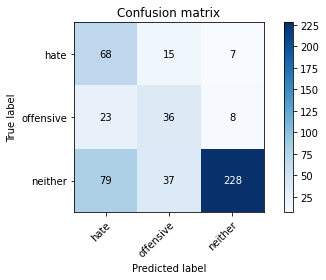 Confusion matrix
True label
hate
68
15
7
offensive
23
36
8
neither
79
37
228
hate
offensive
neither
Predicted label
225
200
175
150
125
100
75
50
25